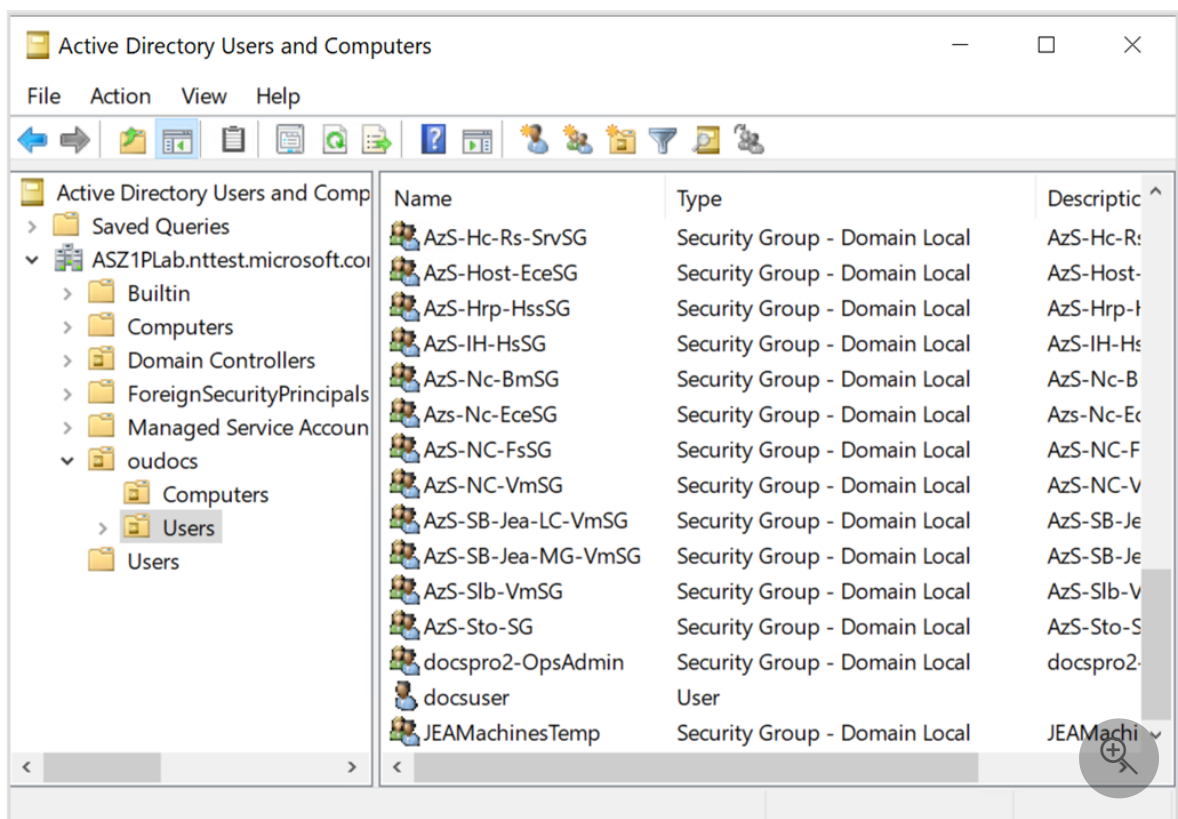 Active Directory Users and Computers
File Action View Help
Active Directory Users and Comp
Saved Queries
ASZ1PLab.nttest.microsoft.coi
Builtin
Computers
Domain Controllers
ForeignSecurityPrincipals
Managed Service Accoun
oudocs
Computers
Users
Users
Name Type Descriptic
AzS-Hc-Rs-SrvSG Security Group - Domain Local AzS-Hc-Rs
AzS-Host-EceSG Security Group - Domain Local AzS-Host-
AzS-Hrp-HssSG Security Group - Domain Local AzS-Hrp-H
AzS-IH-HsSG Security Group - Domain Local AzS-IH-Hs
AzS-Nc-BmSG Security Group - Domain Local AzS-Nc-B
Azs-Nc-EceSG Security Group - Domain Local Azs-Nc-Ec
AzS-NC-FsSG Security Group - Domain Local AzS-NC-F
AzS-NC-VmSG Security Group - Domain Local AzS-NC-V
AzS-SB-Jea-LC-VmSG Security Group - Domain Local AzS-SB-Je
AzS-SB-Jea-MG-VmSG Security Group - Domain Local AzS-SB-Je
AzS-Slb-VmSG Security Group - Domain Local AzS-Slb-V
AzS-Sto-SG Security Group - Domain Local AzS-Sto-S
docspro2-OpsAdmin Security Group - Domain Local docspro2-
docsuser User
JEAMachinesTemp Security Group - Domain Local JEAMachi